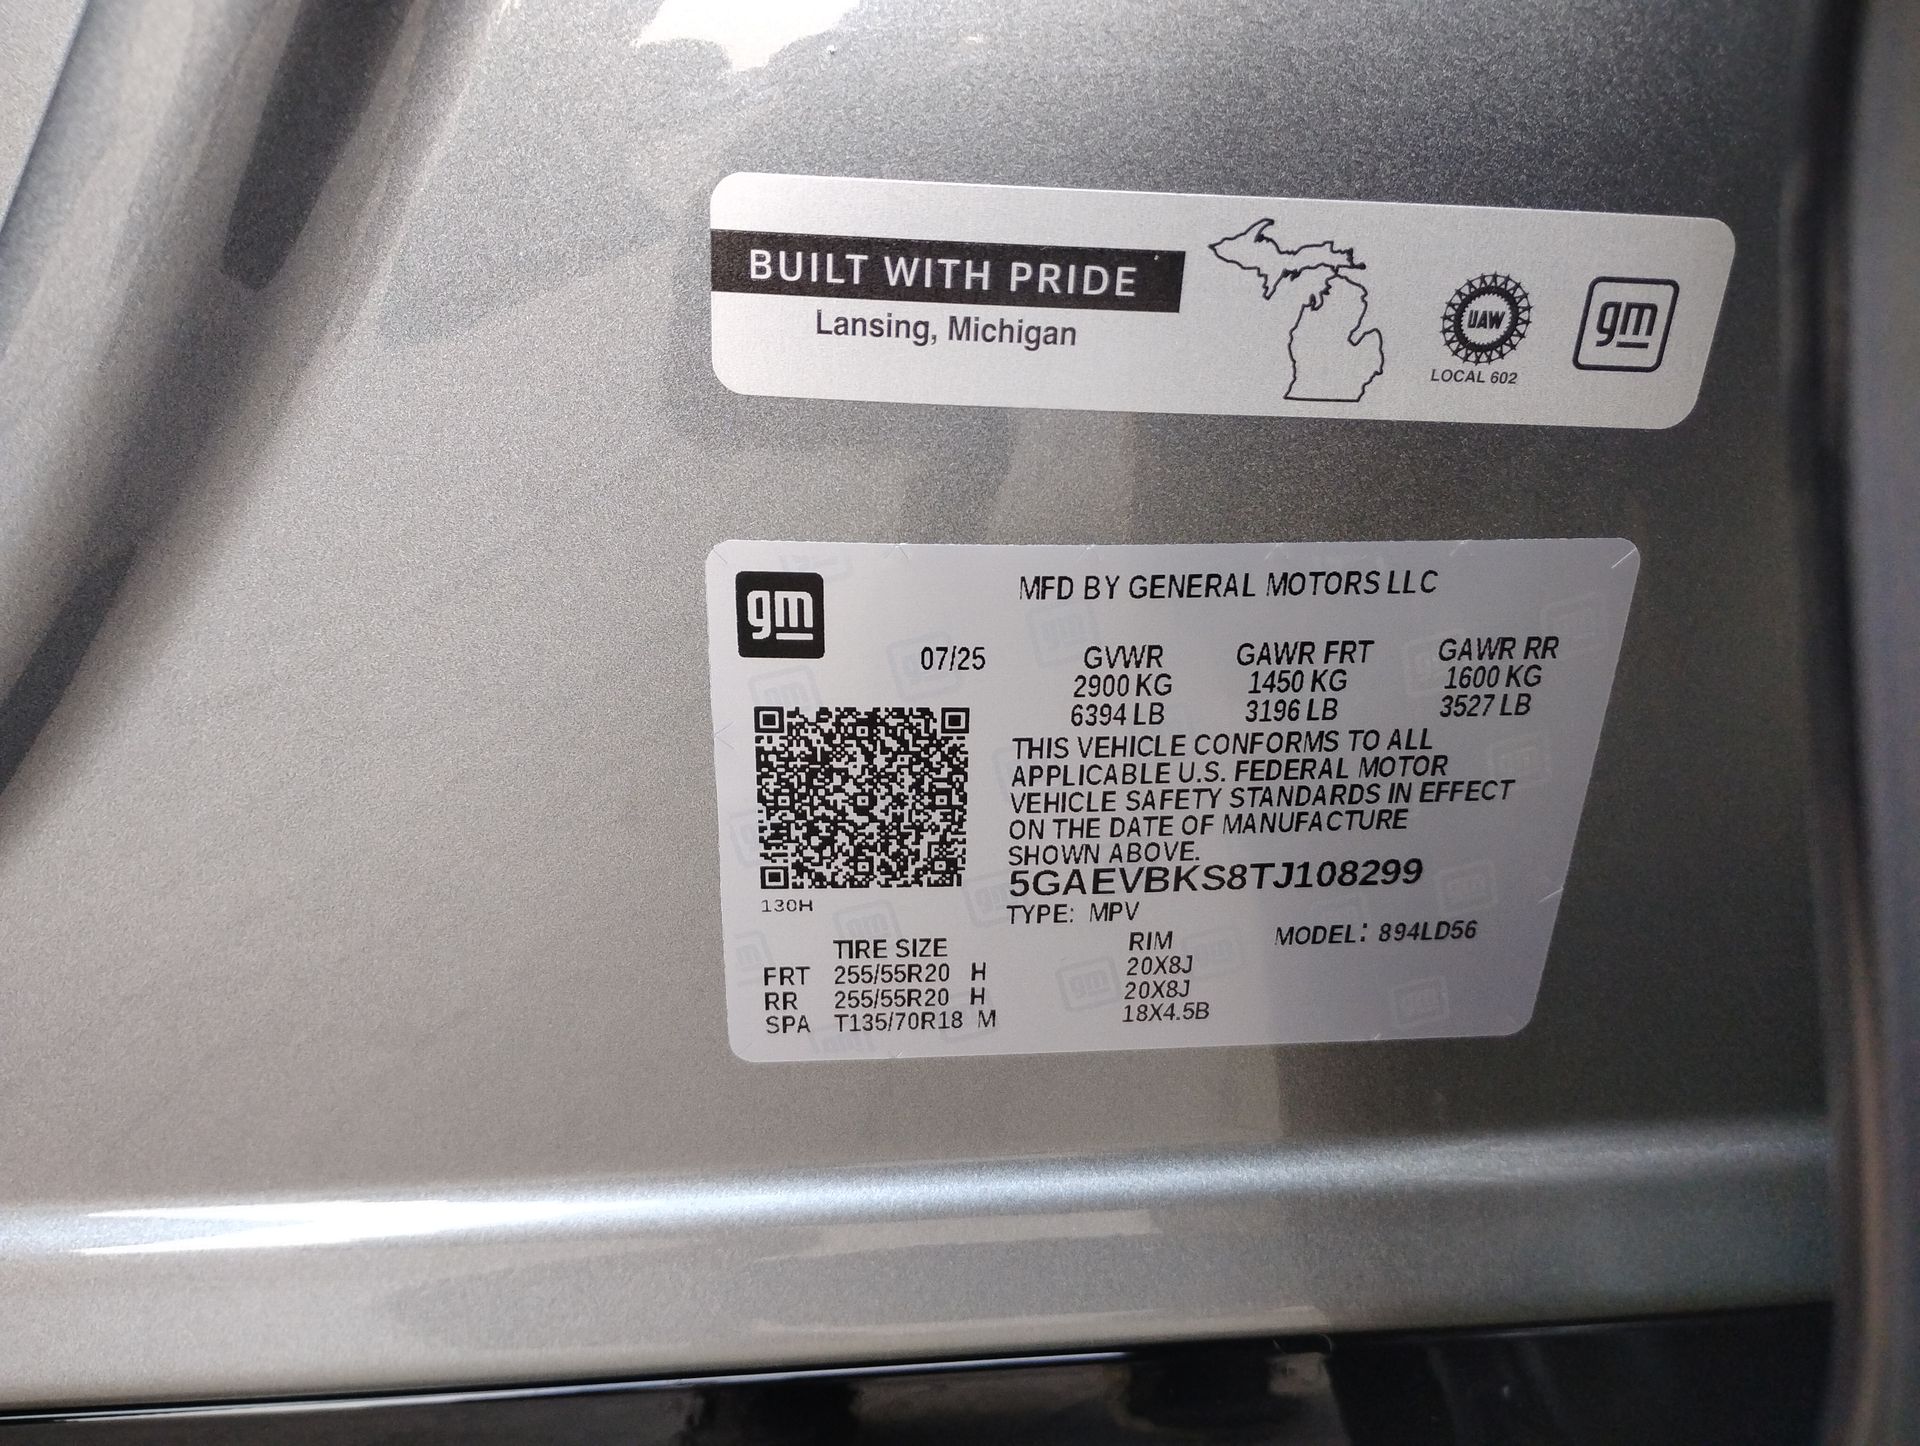 BUILT WITH PRIDE
Lansing, Michigan
UAW
LOCAL 602
gm
gm
MFD BY GENERAL MOTORS LLC
07/25 GVWR GAWR FRT GAWR RR
2900 KG 1450 KG 1600 KG
6394 LB 3196 LB 3527 LB
THIS VEHICLE CONFORMS TO ALL
APPLICABLE U.S. FEDERAL MOTOR
VEHICLE SAFETY STANDARDS IN EFFECT
ON THE DATE OF MANUFACTURE
SHOWN ABOVE.
5GAEVBKS8TJ108299
130H
TYPE: MPV
MODEL: 894LD56
TIRE SIZE RIM
FRT 255/55R20 H 20X8J
RR 255/55R20 H 20X8J
SPA T135/70R18 M 18X4.5B